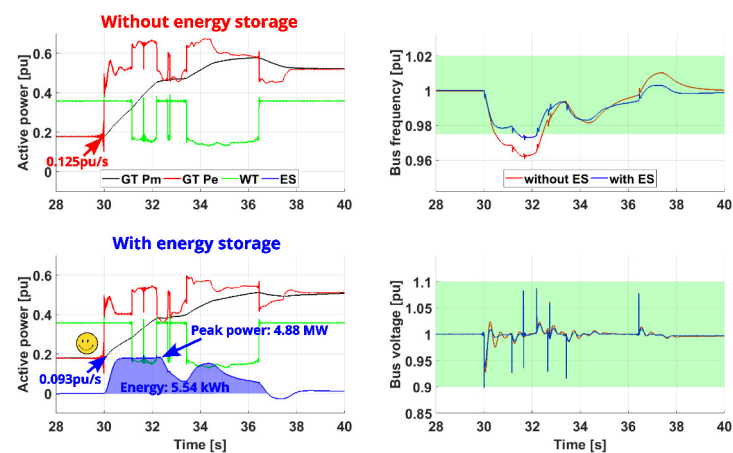 Without energy storage
Active power [pu]
0.6
0.4
0.2
0
0.125pu/s
GT Pm GT Pe WT ES
28 30 32 34 36 38 40
Bus frequency [pu]
1.02
1
0.98
0.96
without ES with ES
28 30 32 34 36 38 40
With energy storage
Active power [pu]
0.6
0.4
0.2
0
Peak power: 4.88 MW
0.093pu/s
Energy: 5.54 kWh
28 30 32 34 36 38 40
Time [s]
Bus voltage [pu]
1.1
1.05
1
0.95
0.9
0.85
28 30 32 34 36 38 40
Time [s]